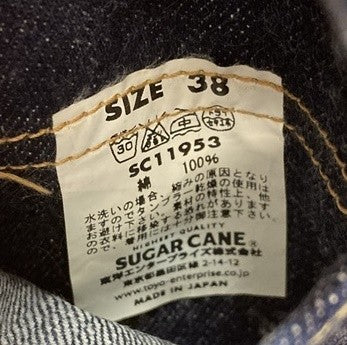 SIZE 38
30 中 ドライ
SC11953
綿 100%
水洗いの場合、縮みの原因となり
ますのでタンブラー乾燥の使用は
お避け下さい。
HIGHEST QUALITY
SUGAR CANE®
東洋エンタープライズ株式会社
東京都墨田区 2-14-12
www.toyo-enterprise.co.jp
MADE IN JAPAN